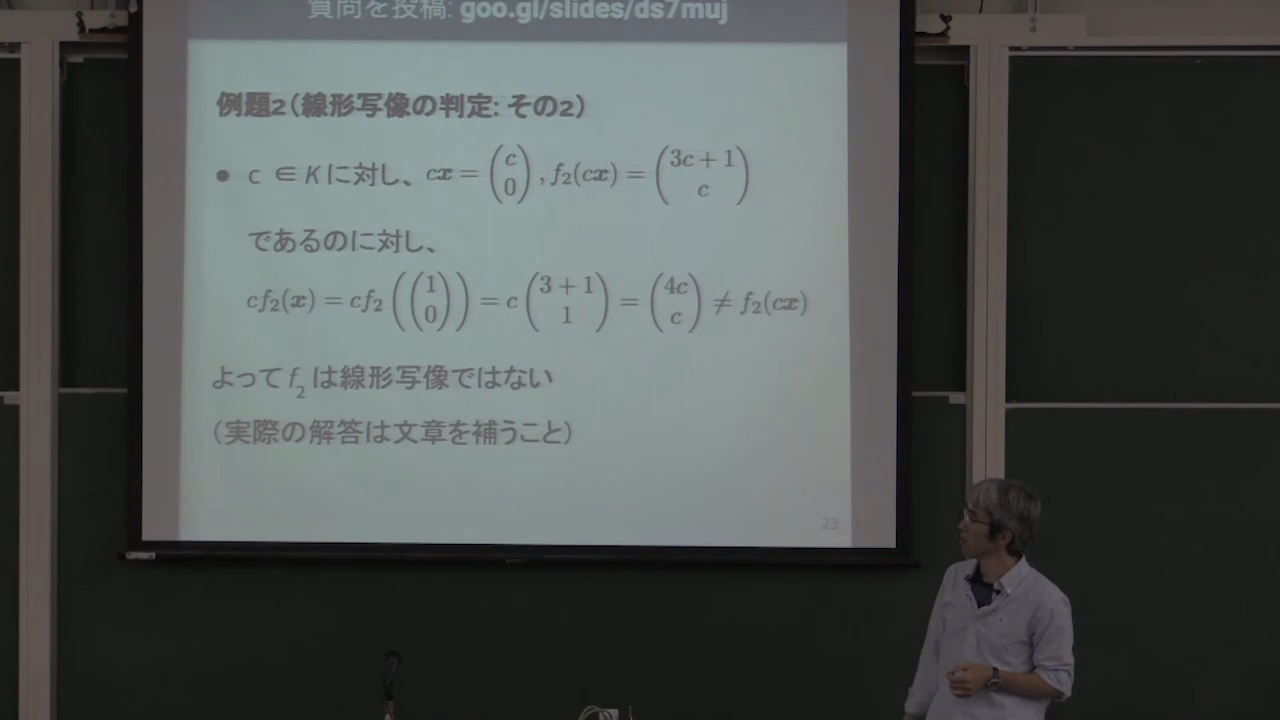 質問を投稿: goo.gl/slides/ds7muj
例題2（線形写像の判定: その2）
● c ∈ K に対し、 cx = (c 0) , f₂(cx) = (3c + 1 c)
であるのに対し、
cf₂(x) = cf₂ ((1 0)) = c (3 + 1 1) = (4c c) ≠ f₂(cx)
よって f₂ は線形写像ではない
（実際の解答は文章を補うこと）
23